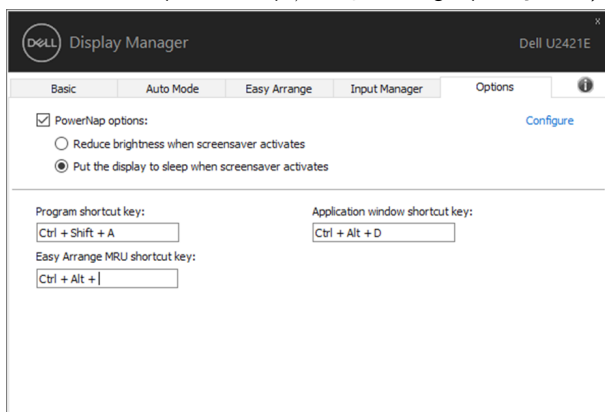 DELL Display Manager
x
Dell U2421E
Basic Auto Mode Easy Arrange Input Manager Options i
PowerNap options: Configure
Reduce brightness when screensaver activates
Put the display to sleep when screensaver activates
Program shortcut key: Application window shortcut key:
Ctrl + Shift + A Ctrl + Alt + D
Easy Arrange MRU shortcut key:
Ctrl + Alt +